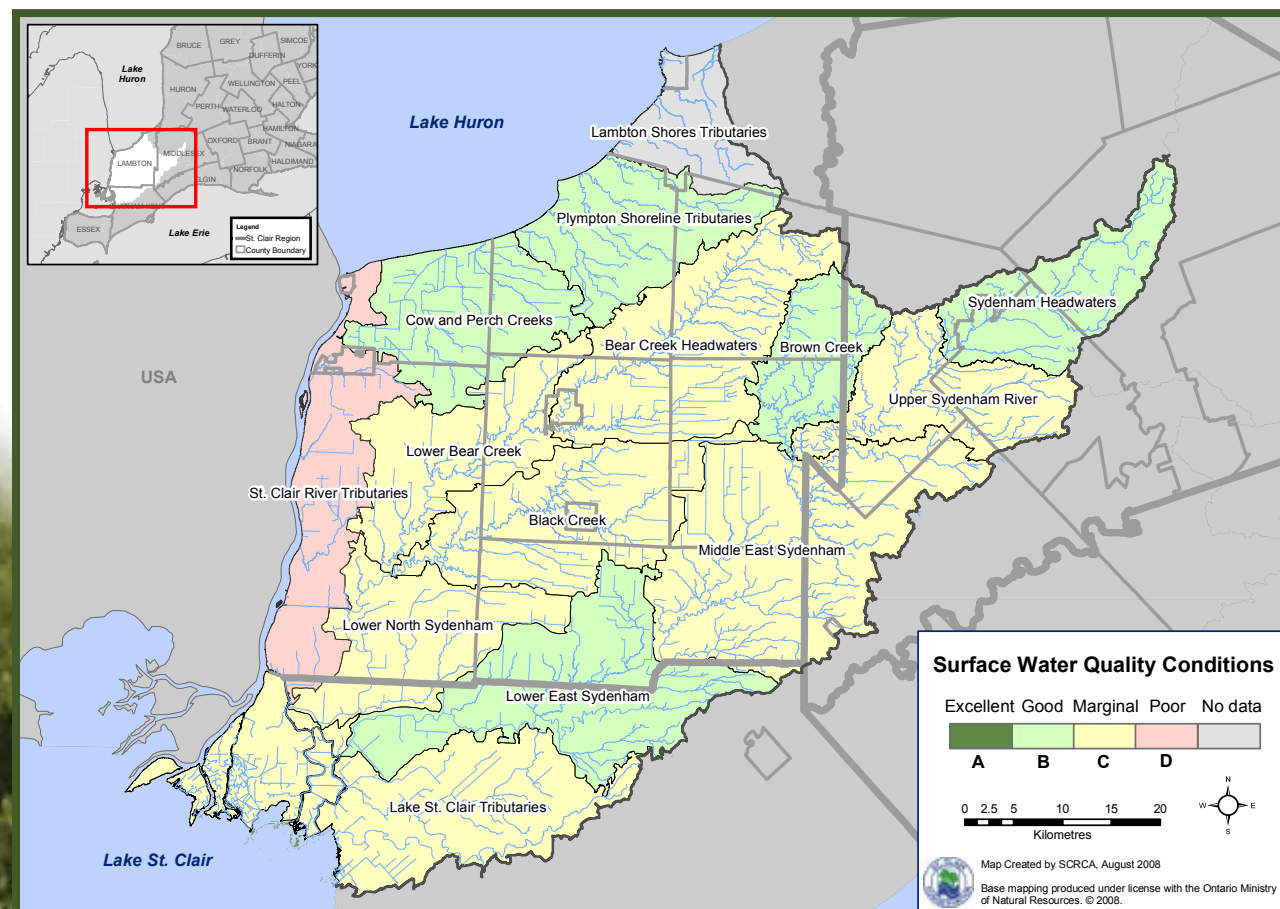 BRUCE
GREY
SIMCOE
DUFFERIN
YORK
Lake
Huron
HURON
WELLINGTON
PEEL
PERTH
WATERLOO
HALTON
LAMBTON
MIDDLESEX
OXFORD
BRANT
HAMILTON
NIAGARA
HALDIMAND
NORFOLK
ELGIN
ESSEX
Lake Erie
Legend
St. Clair Region
County Boundary
Lake Huron
Lambton Shores Tributaries
Plympton Shoreline Tributaries
Sydenham Headwaters
Cow and Perch Creeks
Bear Creek Headwaters
Brown Creek
USA
Upper Sydenham River
Lower Bear Creek
St. Clair River Tributaries
Black Creek
Middle East Sydenham
Lower North Sydenham
Lower East Sydenham
Lake St. Clair Tributaries
Lake St. Clair
Surface Water Quality Conditions
Excellent Good Marginal Poor No data
A B C D
0 2.5 5 10 15 20
Kilometres
N
W E
S
Map Created by SCRCA, August 2008
Base mapping produced under license with the Ontario Ministry
of Natural Resources. © 2008.